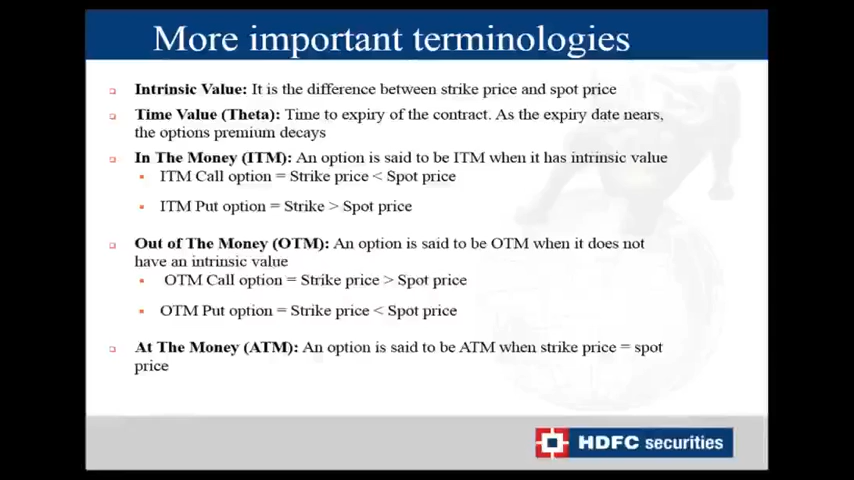 More important terminologies
Intrinsic Value: It is the difference between strike price and spot price
Time Value (Theta): Time to expiry of the contract. As the expiry date nears,
the options premium decays
In The Money (ITM): An option is said to be ITM when it has intrinsic value
ITM Call option = Strike price < Spot price
ITM Put option = Strike > Spot price
Out of The Money (OTM): An option is said to be OTM when it does not
have an intrinsic value
OTM Call option = Strike price > Spot price
OTM Put option = Strike price < Spot price
At The Money (ATM): An option is said to be ATM when strike price = spot
price
HDFC securities